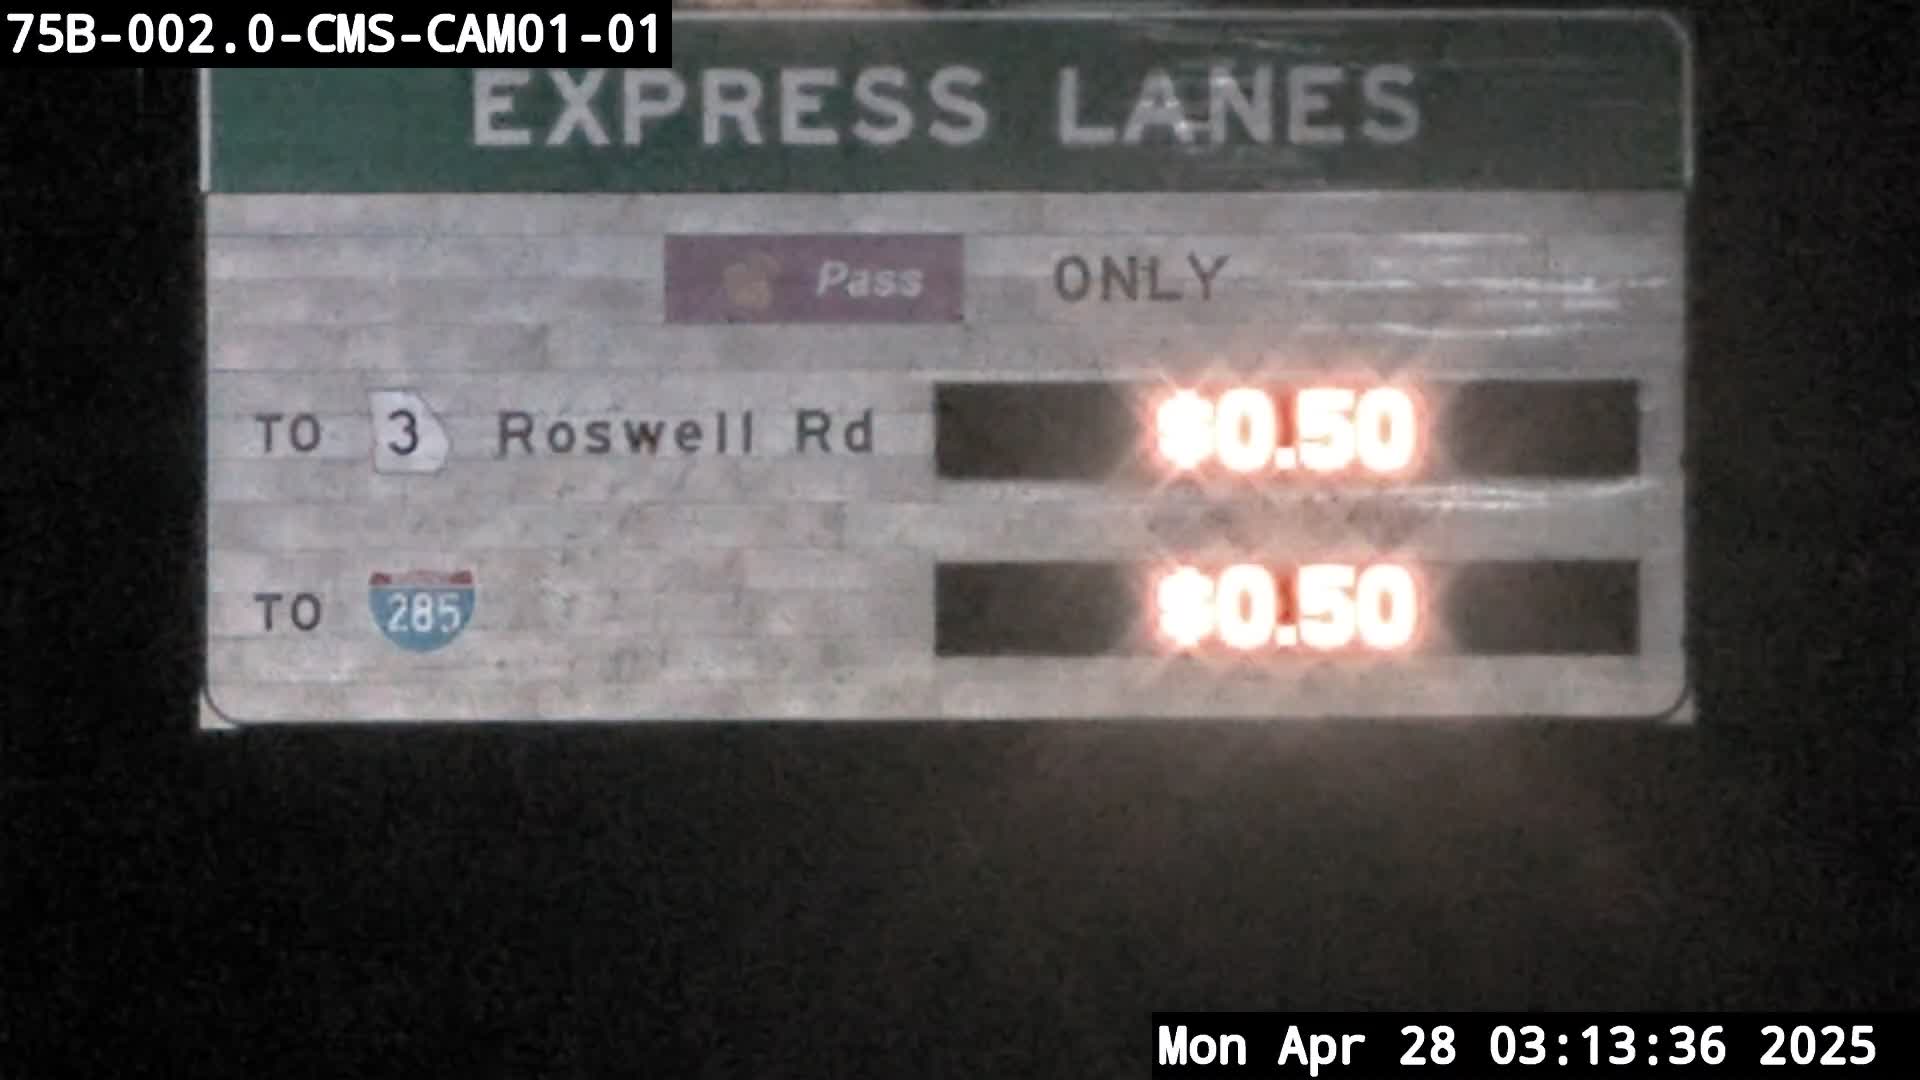 75B-002.0-CMS-CAM01-01
EXPRESS LANES
Pass ONLY
TO 3 Roswell Rd $0.50
TO 285 $0.50
Mon Apr 28 03:13:36 2025